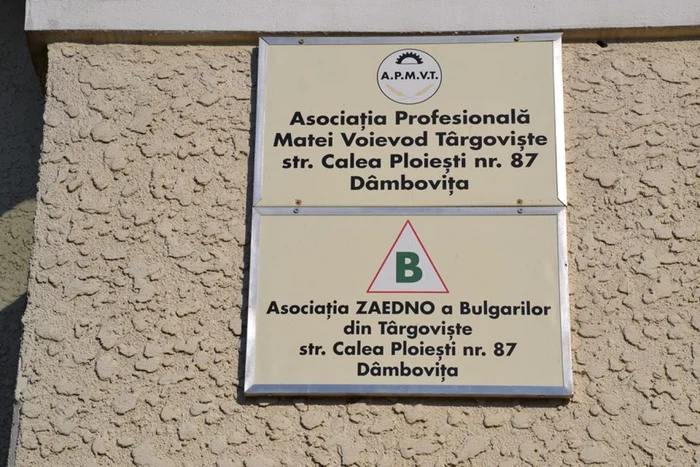 A.P.M.V.T.
Asociația Profesională
Matei Voievod Târgoviște
str. Calea Ploiești nr. 87
Dâmbovița
B
Asociația ZAEDNO a Bulgarilor
din Târgoviște
str. Calea Ploiești nr. 87
Dâmbovița